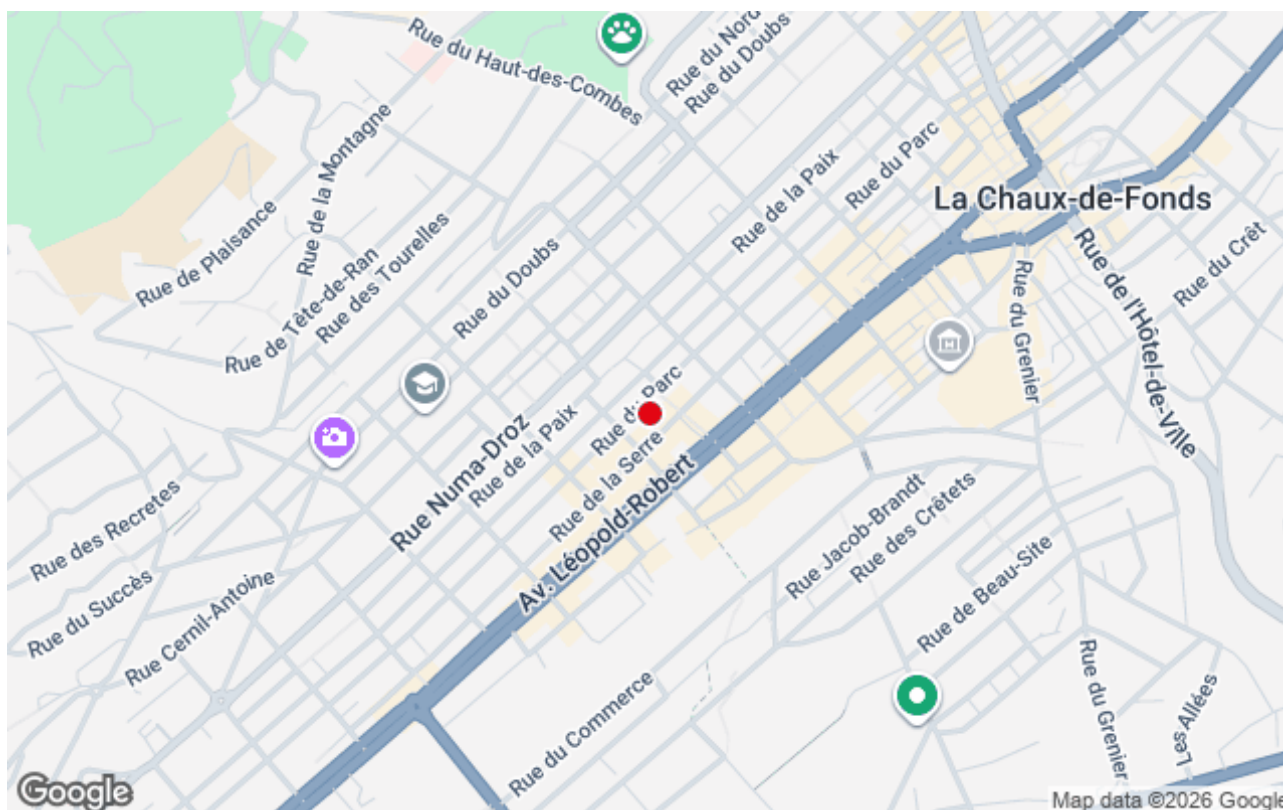 Rue du Haut-des-Combes
Rue du Nord
Rue du Doubs
Rue de la Montagne
Rue de Plaisance
Rue de Tête-de-Ran
Rue des Tourelles
Rue du Doubs
Rue de la Paix
Rue du Parc
La Chaux-de-Fonds
Rue du Crêt
Rue de l'Hôtel-de-Ville
Rue du Grenier
Rue du Parc
Rue de la Serre
Rue de la Paix
Rue Numa-Droz
Av. Léopold-Robert
Rue des Recretes
Rue du Succès
Rue Cernil-Antoine
Rue Jacob-Brandt
Rue des Crêtets
Rue de Beau-Site
Rue du Commerce
Rue du Grenier
Les Allées
Google
Map data ©2026 Google